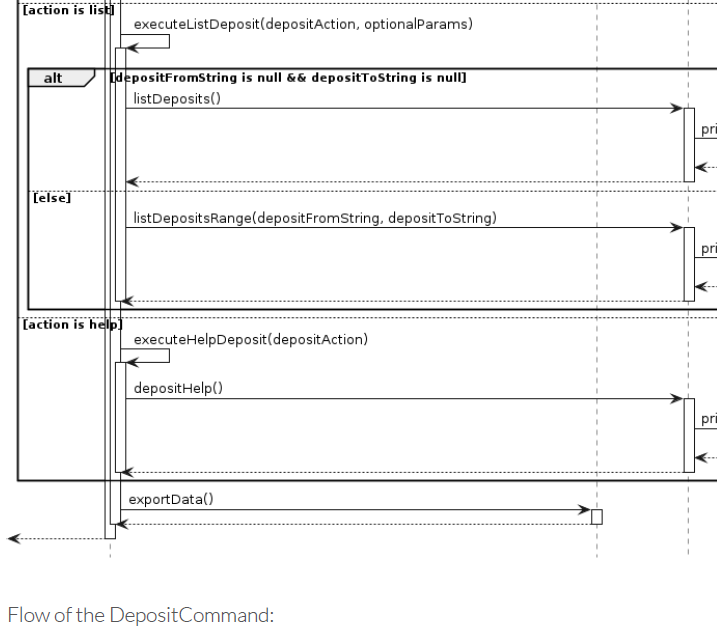 [action is list]
executeListDeposit(depositAction, optionalParams)
alt [depositFromString is null && depositToString is null]
listDeposits()
pri
[else]
listDepositsRange(depositFromString, depositToString)
pri
[action is help]
executeHelpDeposit(depositAction)
depositHelp()
pri
exportData()
Flow of the DepositCommand: